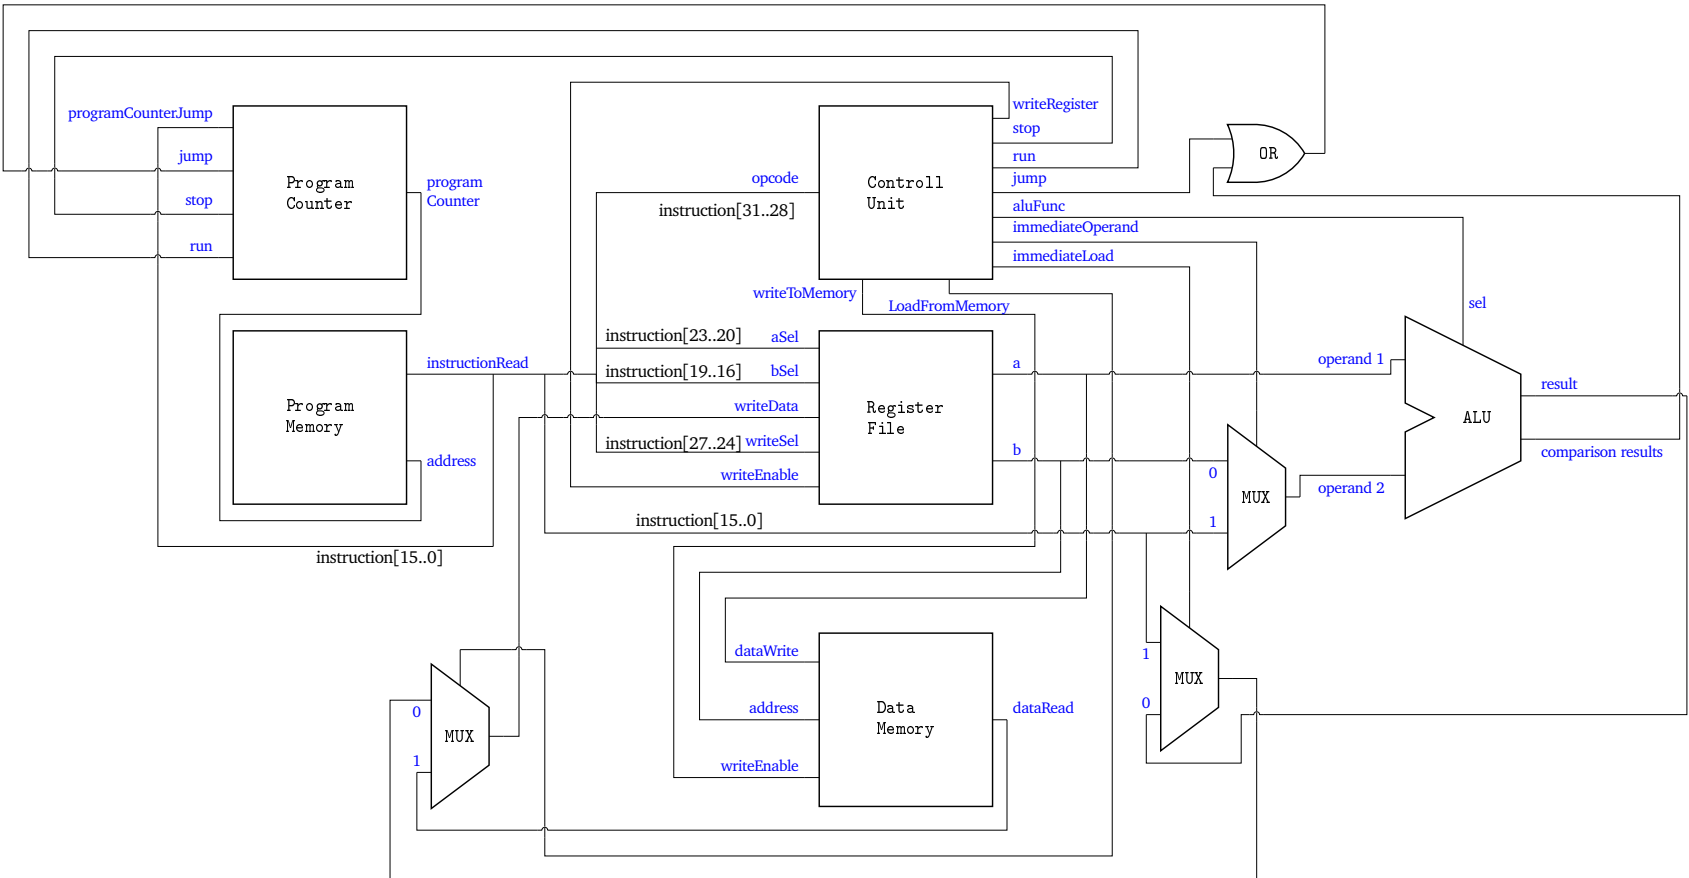 programCounterJump
jump
stop
run
Program
Counter
program
Counter
opcode
instruction[31..28]
Controll
Unit
writeRegister
stop
run
jump
aluFunc
immediateOperand
immediateLoad
writeToMemory
LoadFromMemory
OR
sel
Program
Memory
instructionRead
address
instruction[15..0]
instruction[23..20]
aSel
instruction[19..16]
bSel
writeData
instruction[27..24]
writeSel
writeEnable
Register
File
a
b
instruction[15..0]
0
1
MUX
operand 1
operand 2
ALU
result
comparison results
0
1
MUX
dataWrite
address
writeEnable
Data
Memory
dataRead
1
0
MUX